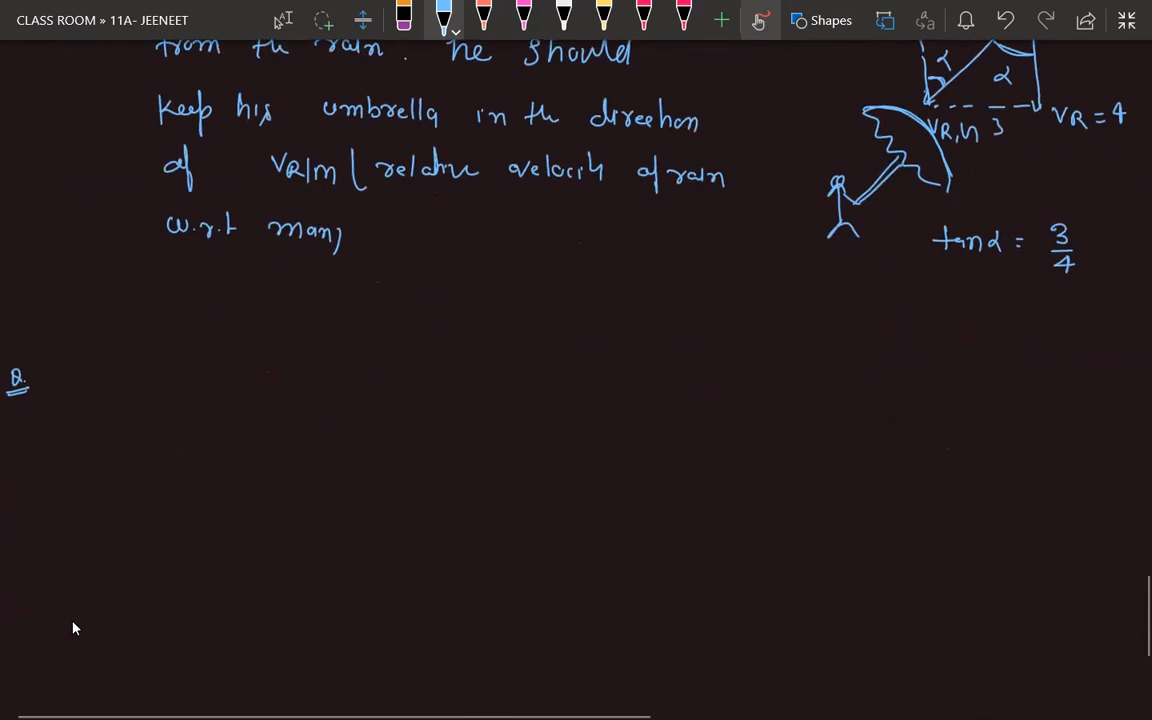 CLASS ROOM » 11A- JEENEET
Shapes
from the rain. he should
Keep his umbrella in the direction
of VR/m ( relative velocity of rain
w.r.t man)
α
α
VR,m 3
VR = 4
tanα = 3/4
Q.